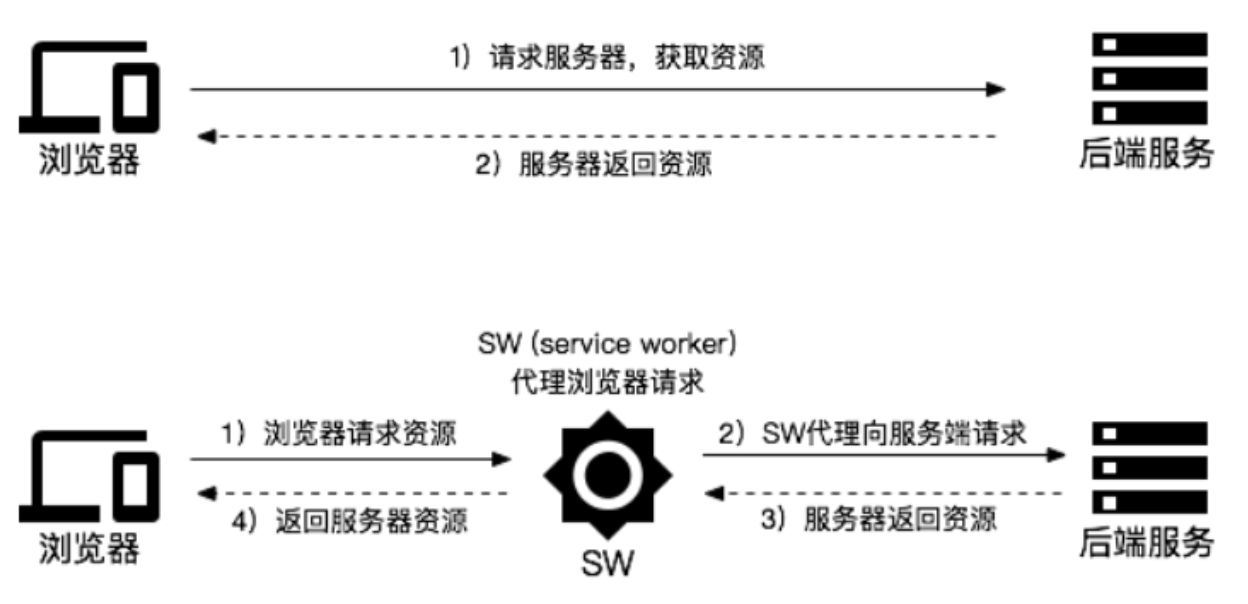 1）请求服务器，获取资源
浏览器
2）服务器返回资源
后端服务
SW (service worker)
代理浏览器请求
1）浏览器请求资源
2）SW代理向服务端请求
4）返回服务器资源
3）服务器返回资源
浏览器
SW
后端服务